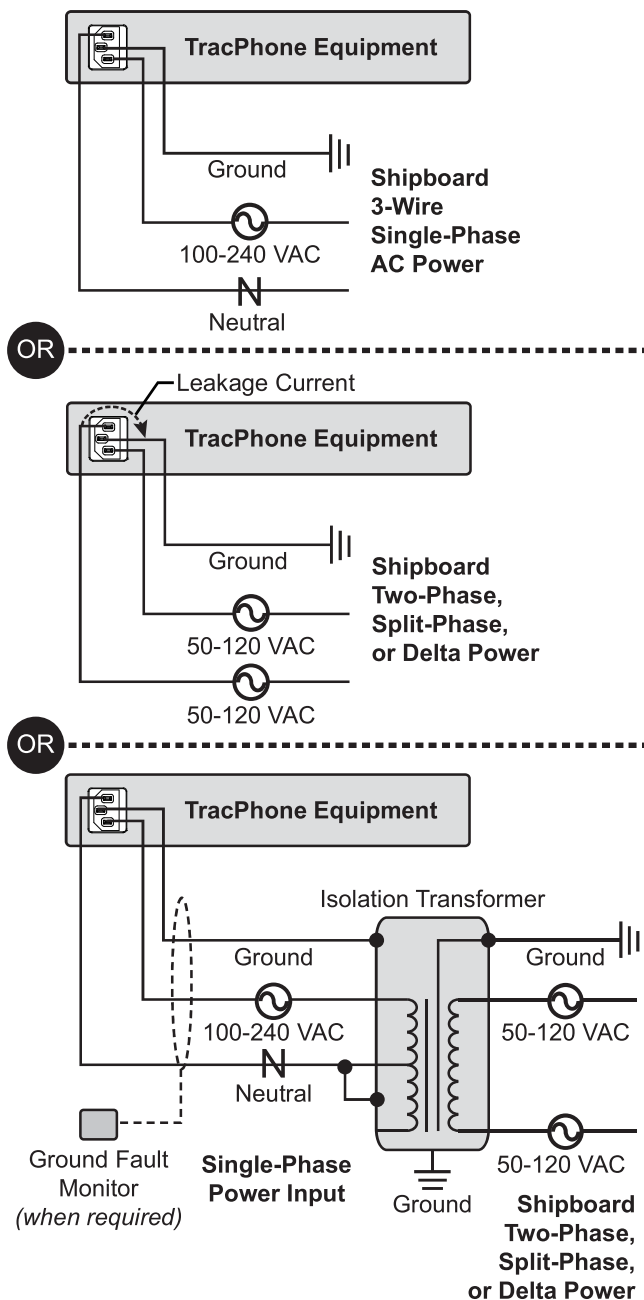 TracPhone Equipment
Ground
Shipboard
3-Wire
Single-Phase
AC Power
100-240 VAC
N
Neutral
OR
Leakage Current
TracPhone Equipment
Ground
Shipboard
Two-Phase,
Split-Phase,
or Delta Power
50-120 VAC
50-120 VAC
OR
TracPhone Equipment
Isolation Transformer
Ground
Ground
100-240 VAC
50-120 VAC
N
Neutral
Ground Fault
Monitor
(when required)
Single-Phase
Power Input
Ground
50-120 VAC
Shipboard
Two-Phase,
Split-Phase,
or Delta Power